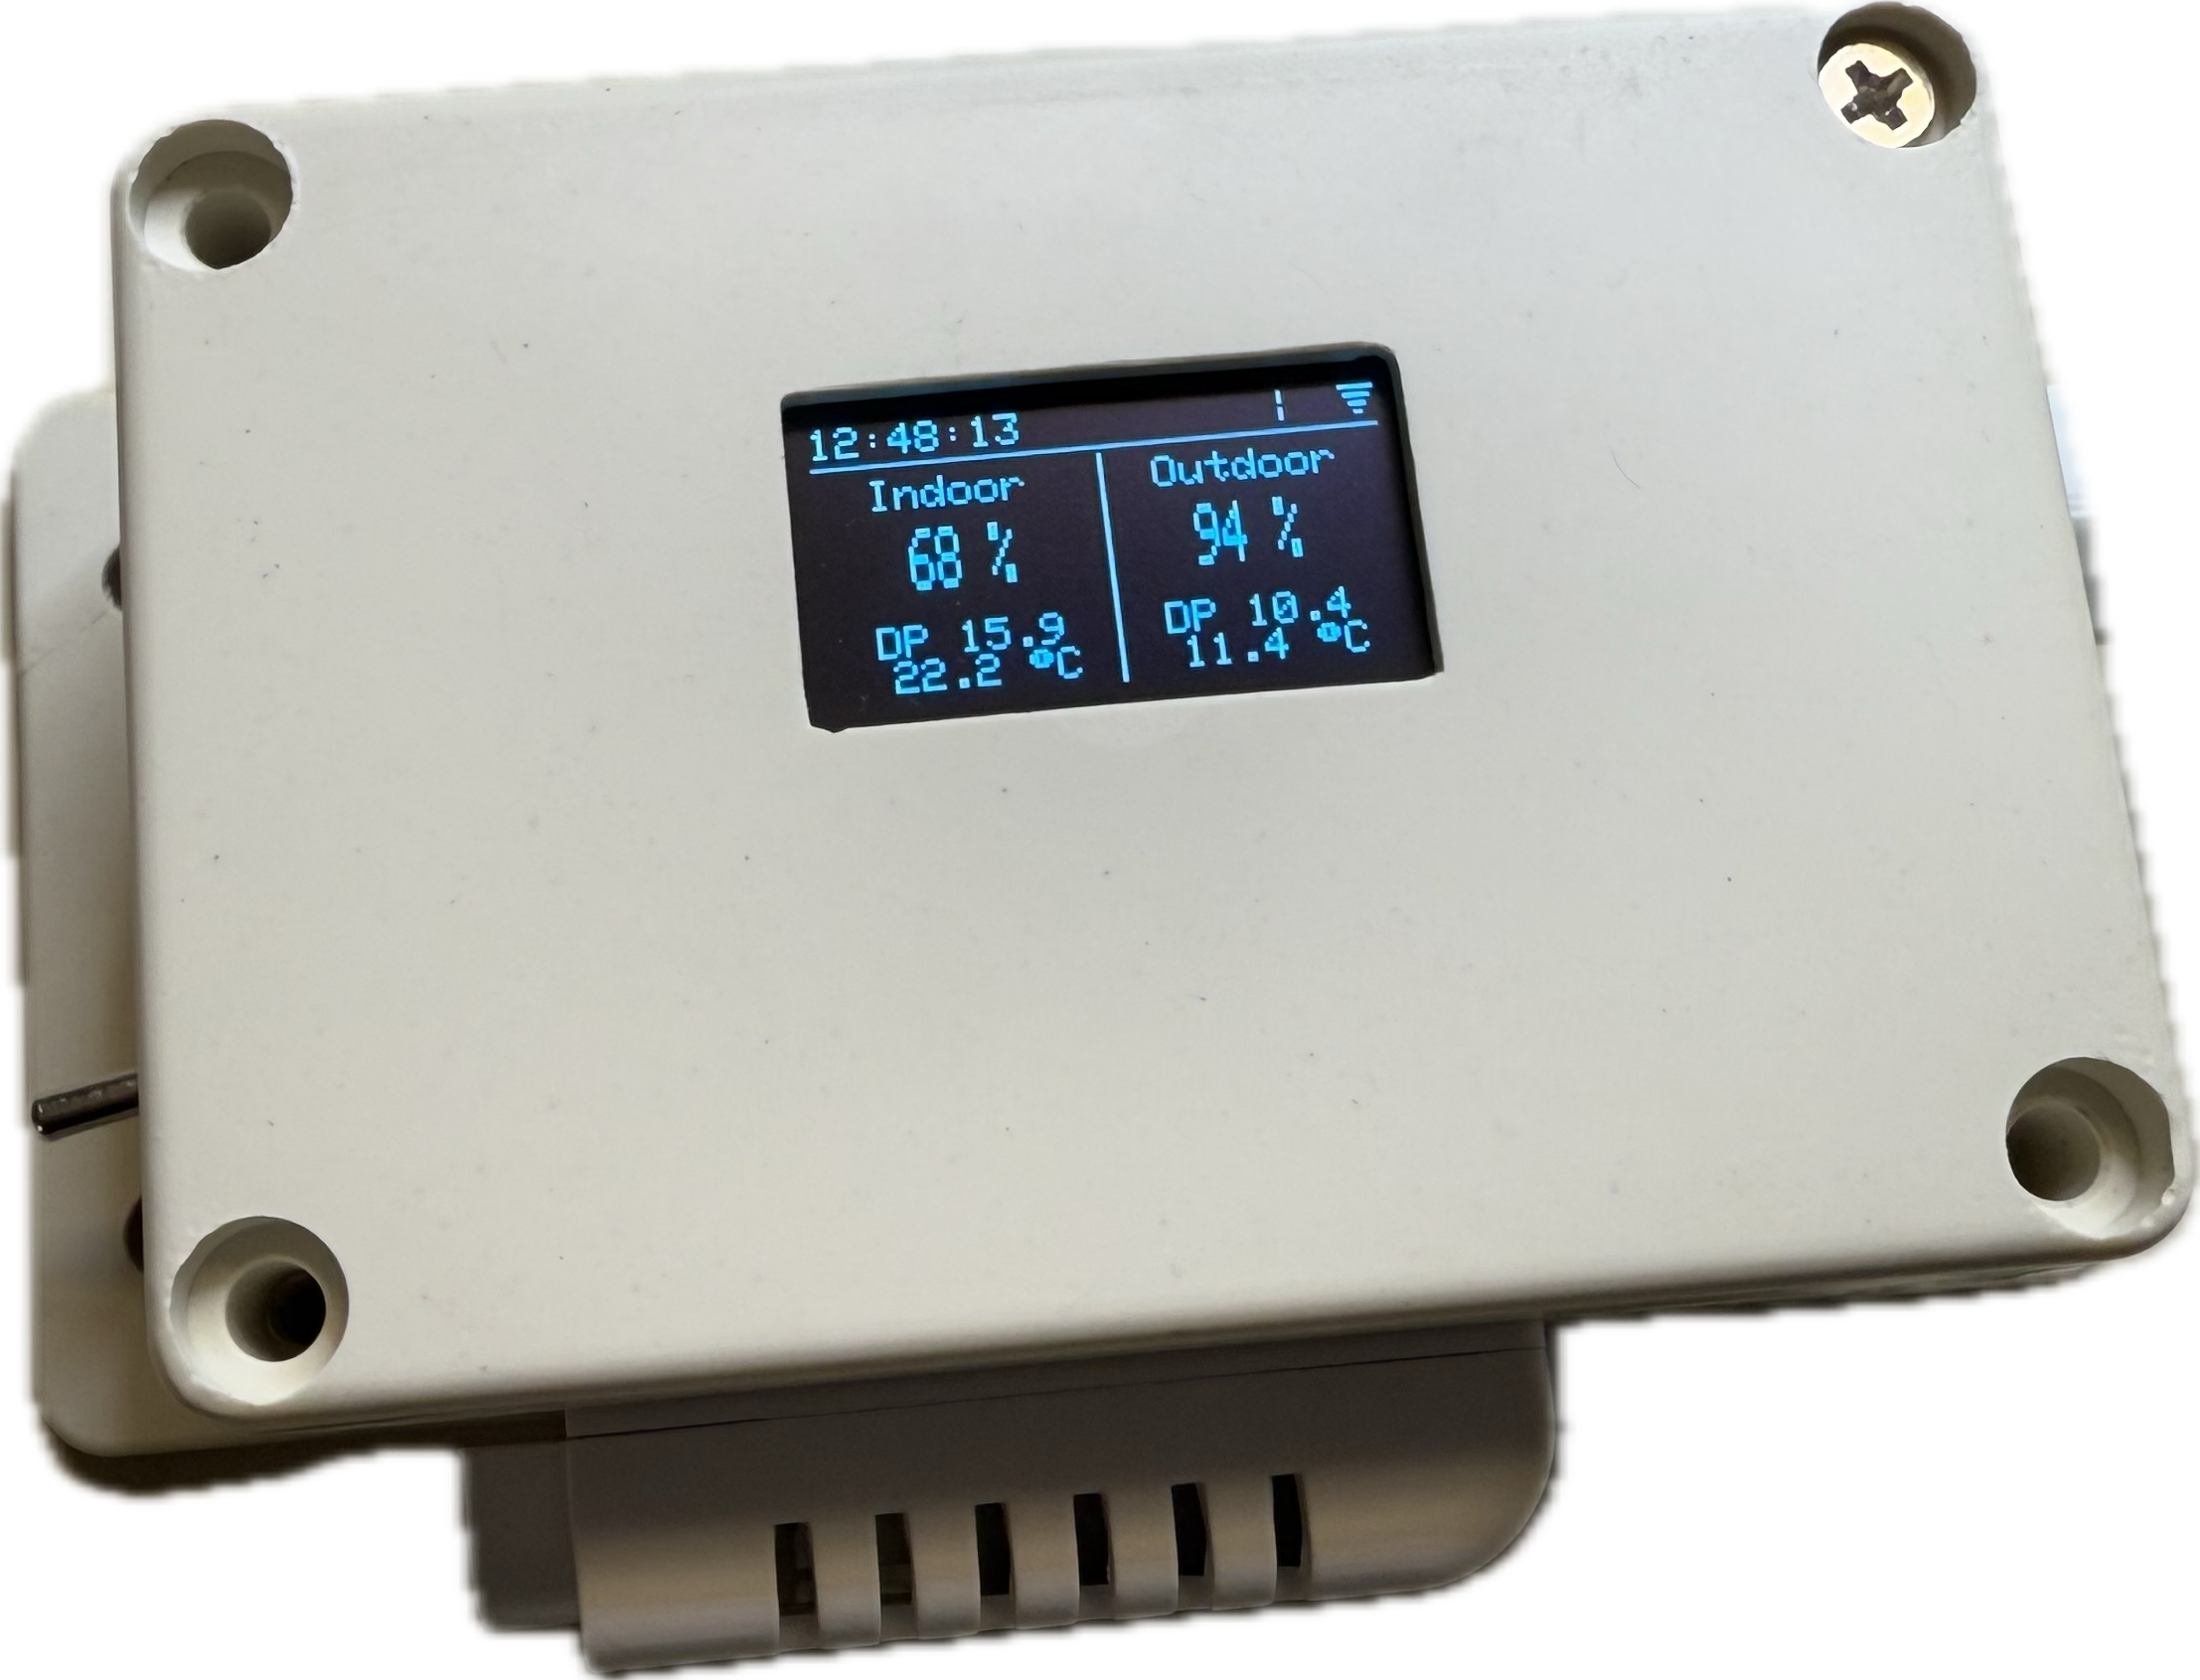 12:48:13
Indoor
68 %
DP 15.9
22.2 °C
Outdoor
94 %
DP 10.4
11.4 °C